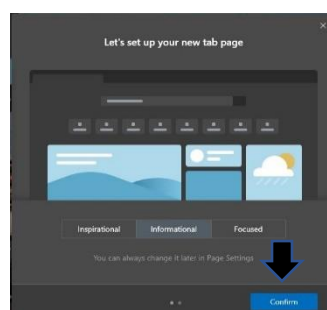 Let's set up your new tab page
Inspirational Informational Focused
You can always change it later in Page Settings
Confirm